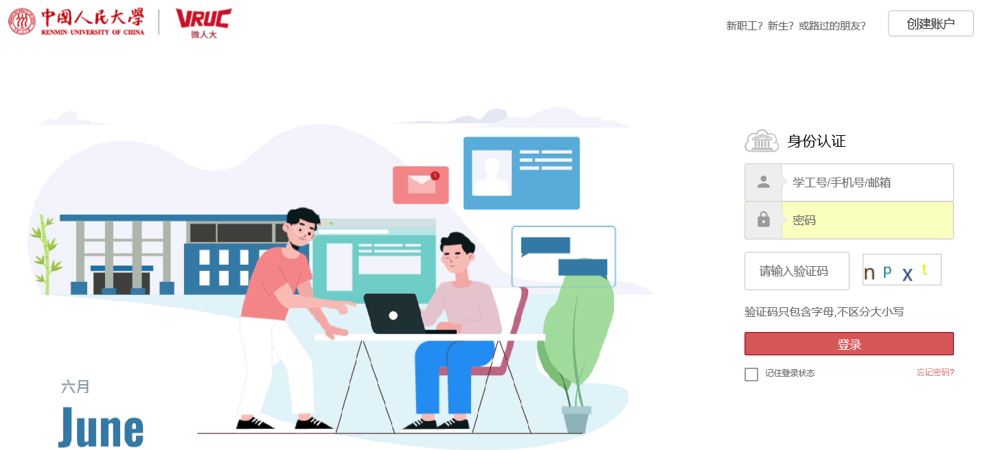 中國人民大學
RENMIN UNIVERSITY OF CHINA
VRUC
微人大
新职工？新生？或路过的朋友？
创建账户
身份认证
学工号/手机号/邮箱
密码
请输入验证码
n p x t
验证码只包含字母,不区分大小写
登录
记住登录状态
忘记密码?
1
六月
June